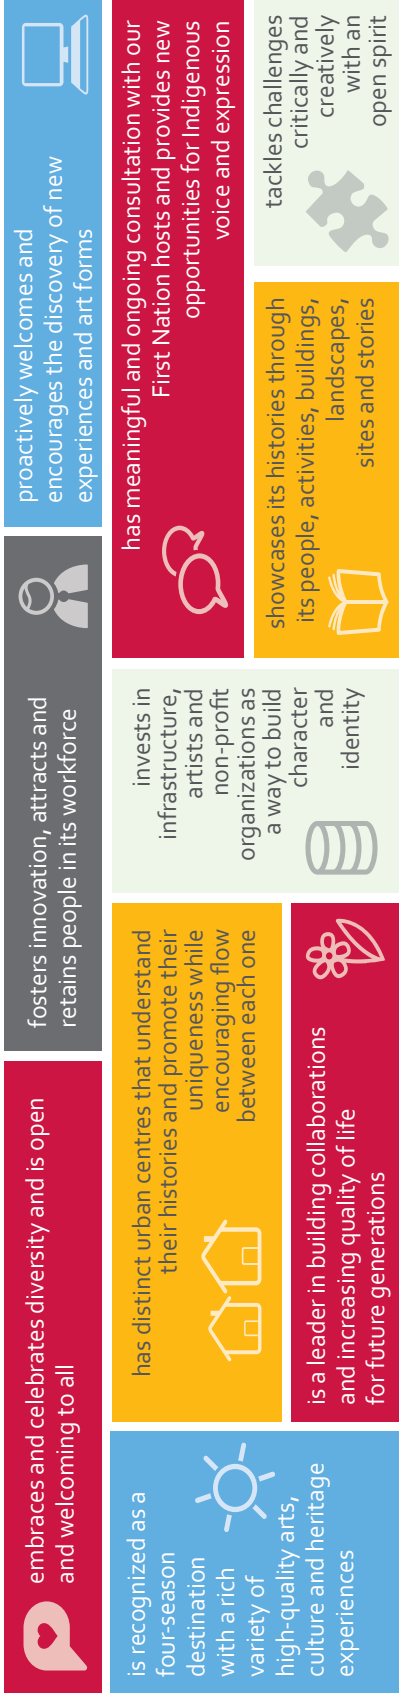 embraces and celebrates diversity and is open
and welcoming to all
fosters innovation, attracts and
retains people in its workforce
proactively welcomes and
encourages the discovery of new
experiences and art forms
is recognized as a
four-season
destination
with a rich
variety of
high-quality arts,
culture and heritage
experiences
has distinct urban centres that understand
their histories and promote their
uniqueness while
encouraging flow
between each one
invests in
infrastructure,
artists and
non-profit
organizations as
a way to build
character
and
identity
has meaningful and ongoing consultation with our
First Nation hosts and provides new
opportunities for Indigenous
voice and expression
is a leader in building collaborations
and increasing quality of life
for future generations
showcases its histories through
its people, activities, buildings,
landscapes,
sites and stories
tackles challenges
critically and
creatively
with an
open spirit